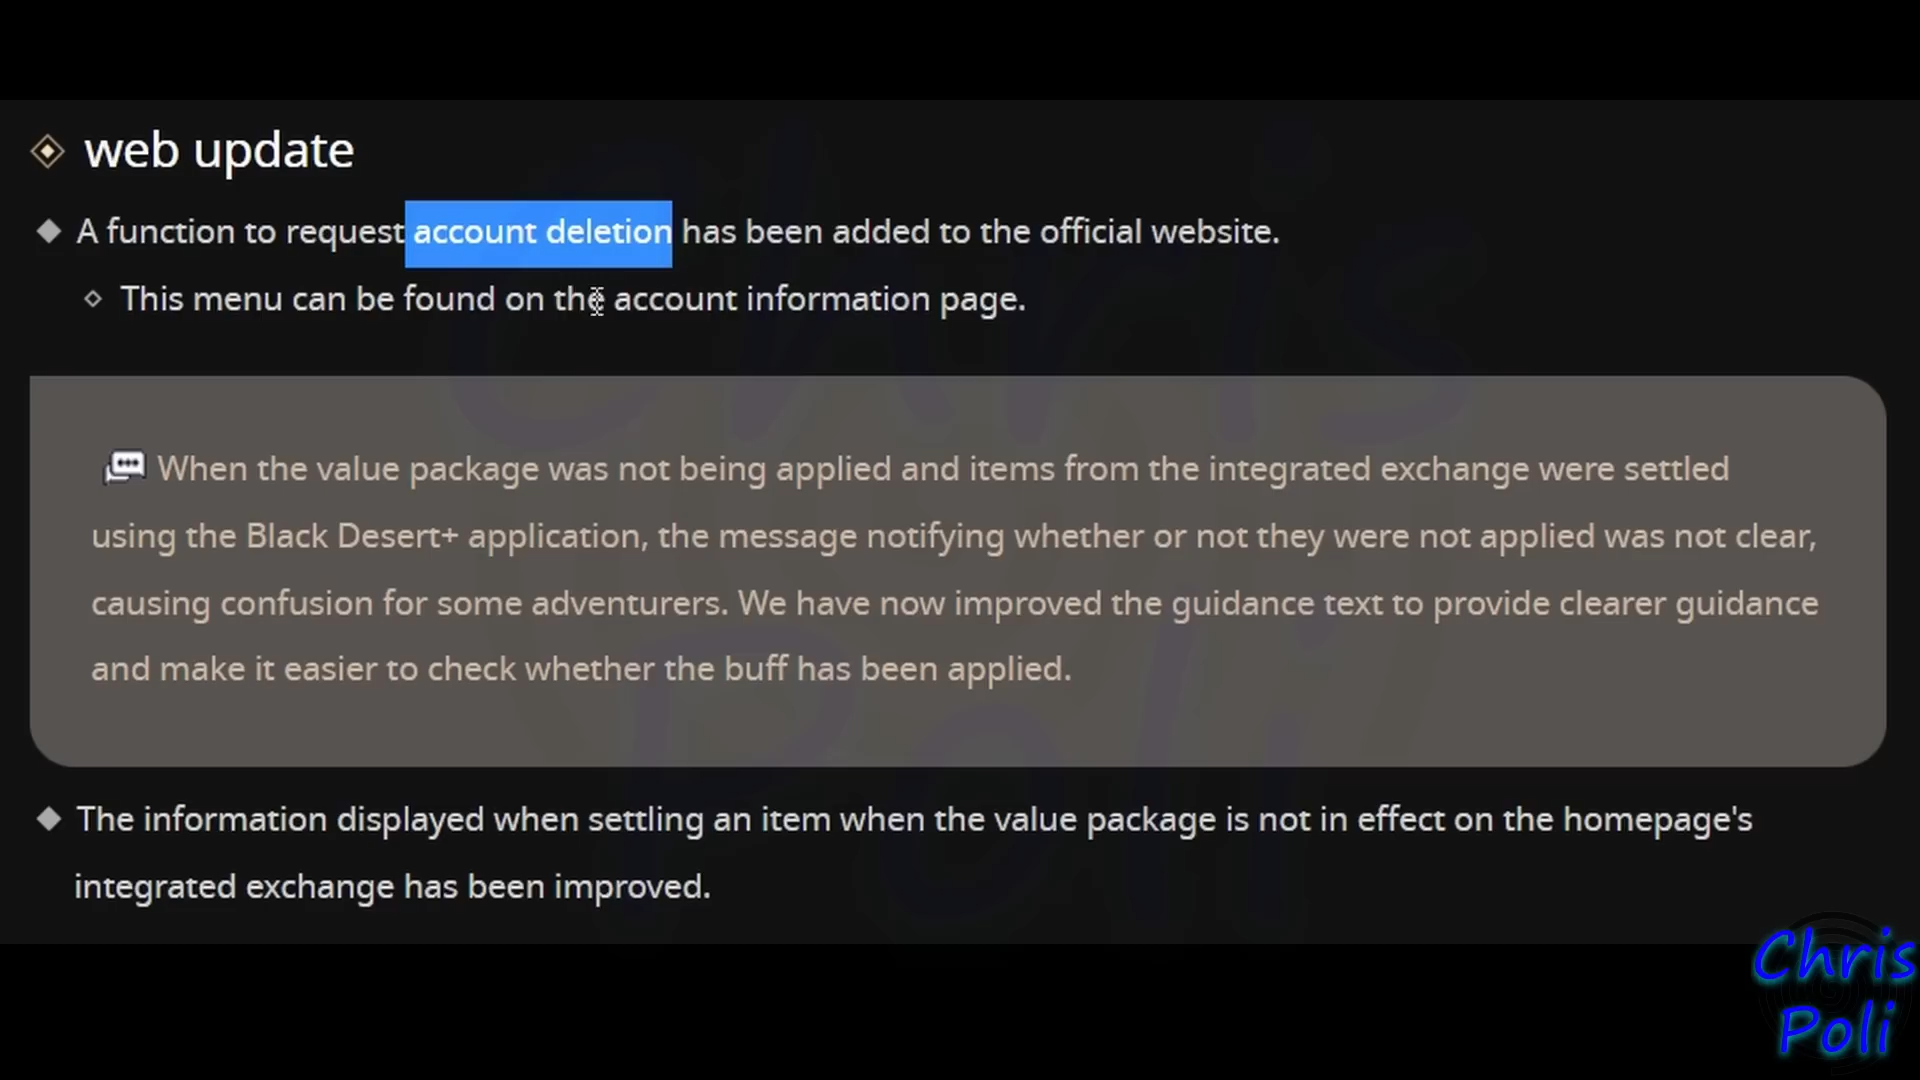 web update
A function to request account deletion has been added to the official website.
This menu can be found on the account information page.
When the value package was not being applied and items from the integrated exchange were settled
using the Black Desert+ application, the message notifying whether or not they were not applied was not clear,
causing confusion for some adventurers. We have now improved the guidance text to provide clearer guidance
and make it easier to check whether the buff has been applied.
The information displayed when settling an item when the value package is not in effect on the homepage's
integrated exchange has been improved.
Chris
Poli